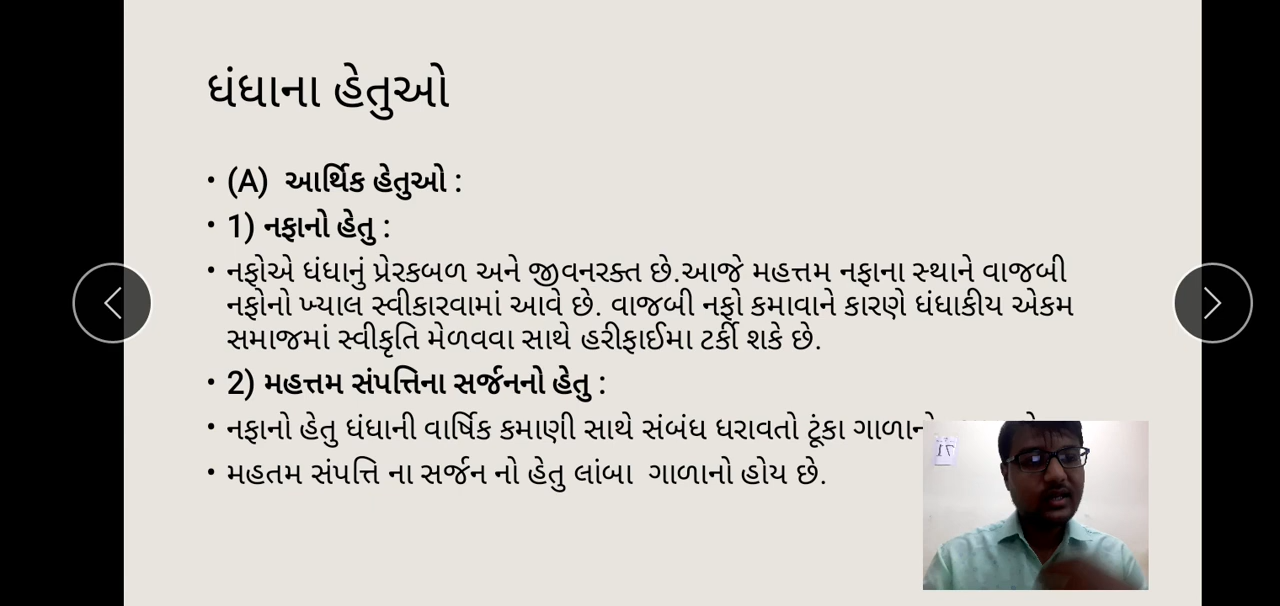 ધંધાના હેતુઓ
• (A) આર્થિક હેતુઓ :
• 1) નફાનો હેતુ :
• નફોએ ધંધાનું પ્રેરકબળ અને જીવનરક્ત છે.આજે મહત્તમ નફાના સ્થાને વાજબી
નફોનો ખ્યાલ સ્વીકારવામાં આવે છે. વાજબી નફો કમાવાને કારણે ધંધાકીય એકમ
સમાજમાં સ્વીકૃતિ મેળવવા સાથે હરીફાઈમા ટર્કી શકે છે.
• 2) મહત્તમ સંપત્તિના સર્જનનો હેતુ :
• નફાનો હેતુ ધંધાની વાર્ષિક કમાણી સાથે સંબંધ ધરાવતો ટૂંકા
• મહતમ સંપત્તિ ના સર્જન નો હેતુ લાંબા ગાળાનો હોય છે.